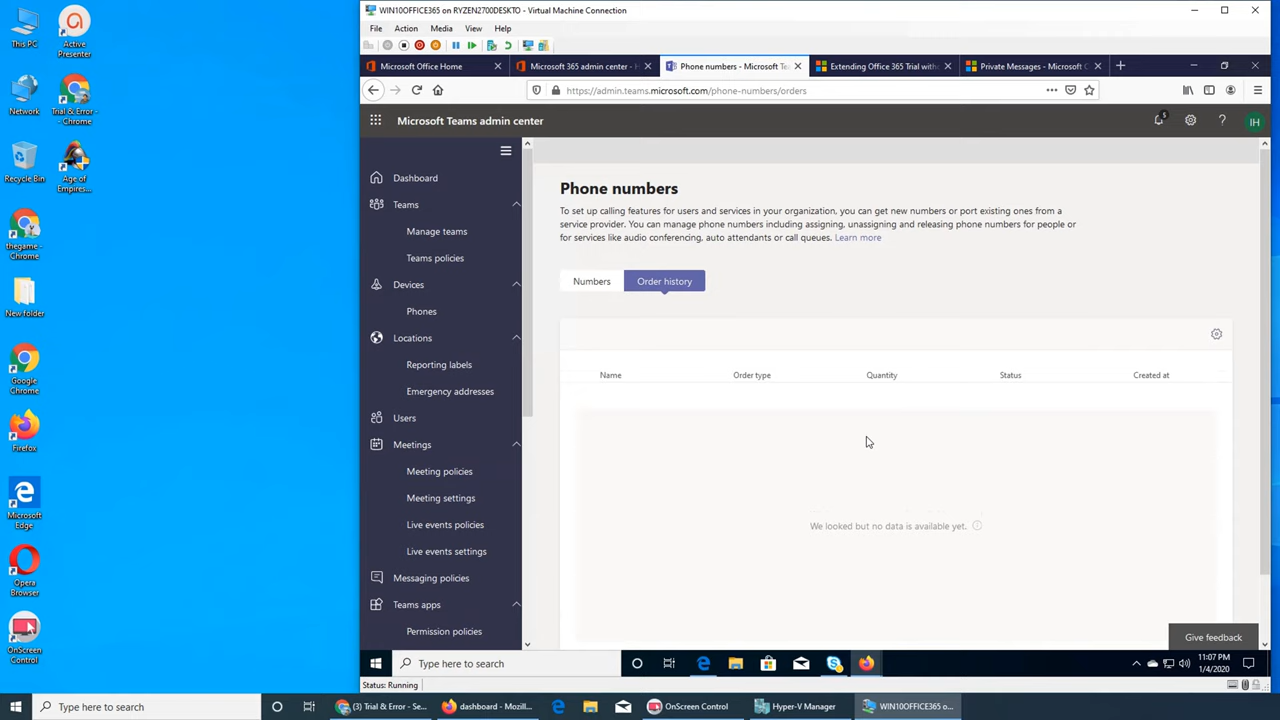 This PC
Active
Presenter
Network
Trial & Error -
- Chrome
Recycle Bin
Age of
Empires...
thegame -
Chrome
New folder
Google
Chrome
Firefox
Microsoft
Edge
Opera
Browser
OnScreen
Control
WIN10OFFICE365 on RYZEN2700DESKTO - Virtual Machine Connection
File Action Media View Help
Microsoft Office Home
Microsoft 365 admin center - H
Phone numbers - Microsoft Te
Extending Office 365 Trial with
Private Messages - Microsoft C
https://admin.teams.microsoft.com/phone-numbers/orders
Microsoft Teams admin center
5
?
IH
Dashboard
Teams
Manage teams
Teams policies
Devices
Phones
Locations
Reporting labels
Emergency addresses
Users
Meetings
Meeting policies
Meeting settings
Live events policies
Live events settings
Messaging policies
Teams apps
Permission policies
Phone numbers
To set up calling features for users and services in your organization, you can get new numbers or port existing ones from a
service provider. You can manage phone numbers including assigning, unassigning and releasing phone numbers for people or
for services like audio conferencing, auto attendants or call queues. Learn more
Numbers Order history
Name Order type Quantity Status Created at
We looked but no data is available yet.
Give feedback
Type here to search
11:07 PM
1/4/2020
Status: Running
Type here to search
(3) Trial & Error - Se...
dashboard - Mozill...
OnScreen Control
Hyper-V Manager
WIN10OFFICE365 o...